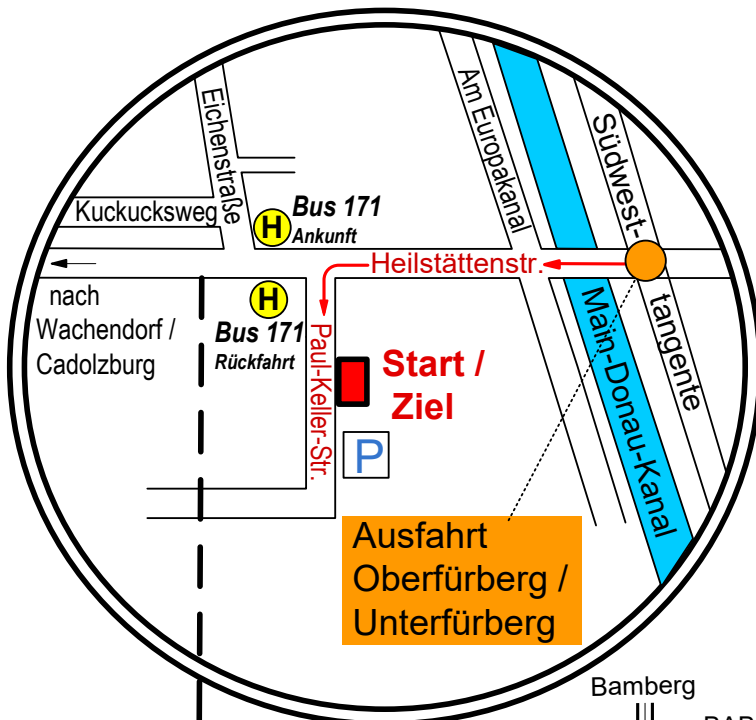 Eichenstraße
Am Europakanal
Südwest-
tangente
Kuckucksweg
H
Bus 171
Ankunft
Heilstättenstr.
nach
Wachendorf /
Cadolzburg
H
Bus 171
Rückfahrt
Paul-Keller-Str.
Start /
Ziel
P
Main-Donau-Kanal
Ausfahrt
Oberfürberg /
Unterfürberg
Bamberg